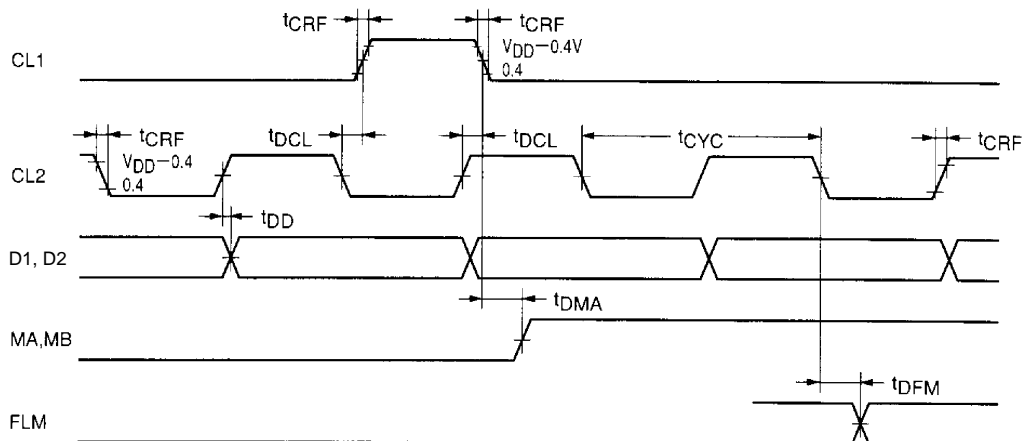 tCRF
tCRF
VDD−0.4V
0.4
CL1
tDCL
tDCL
tCYC
tCRF
tCRF
VDD−0.4
0.4
CL2
tDD
D1, D2
tDMA
MA,MB
tDFM
FLM